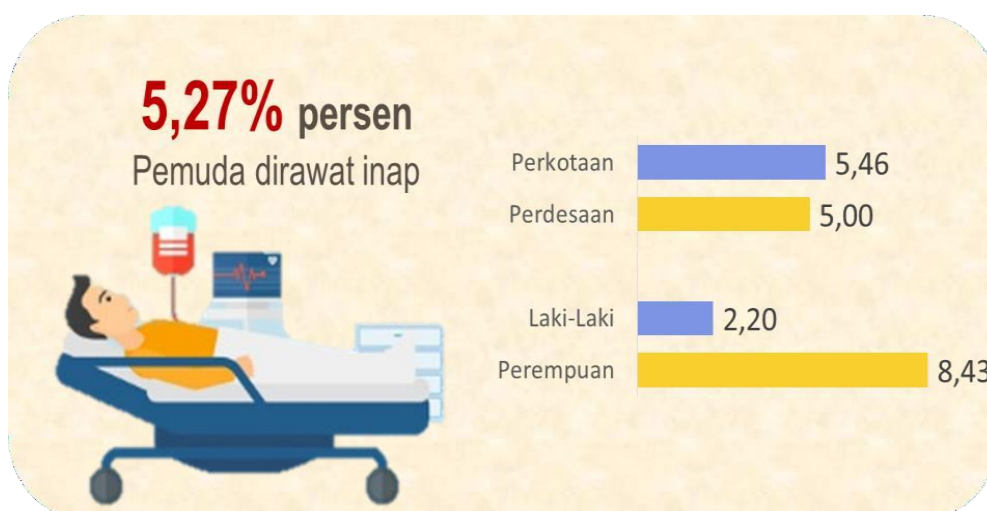 5,27% persen
Pemuda dirawat inap
Perkotaan 5,46
Perdesaan 5,00
Laki-Laki 2,20
Perempuan 8,43